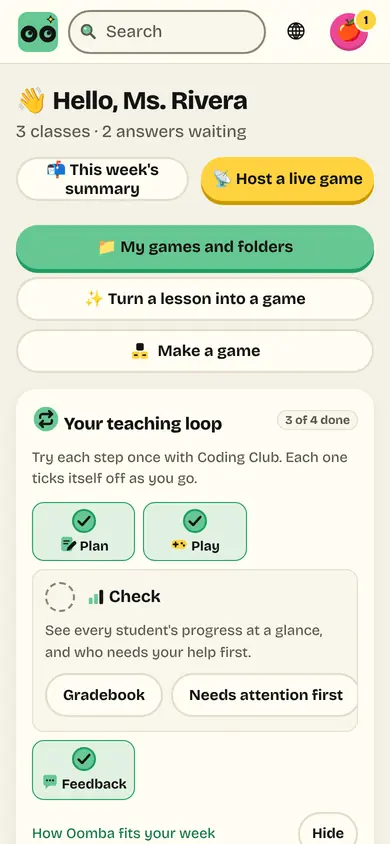 Search
1
👋 Hello, Ms. Rivera
3 classes · 2 answers waiting
📬 This week's
summary
📡 Host a live game
📁 My games and folders
✨ Turn a lesson into a game
Make a game
Your teaching loop
3 of 4 done
Try each step once with Coding Club. Each one
ticks itself off as you go.
Plan
Play
Check
See every student's progress at a glance,
and who needs your help first.
Gradebook
Needs attention first
Feedback
How Oomba fits your week
Hide